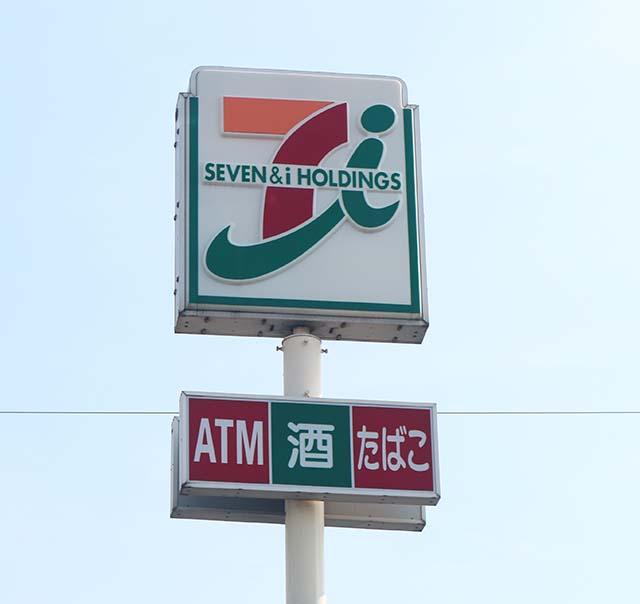 SEVEN & i HOLDINGS
ATM 酒 たばこ